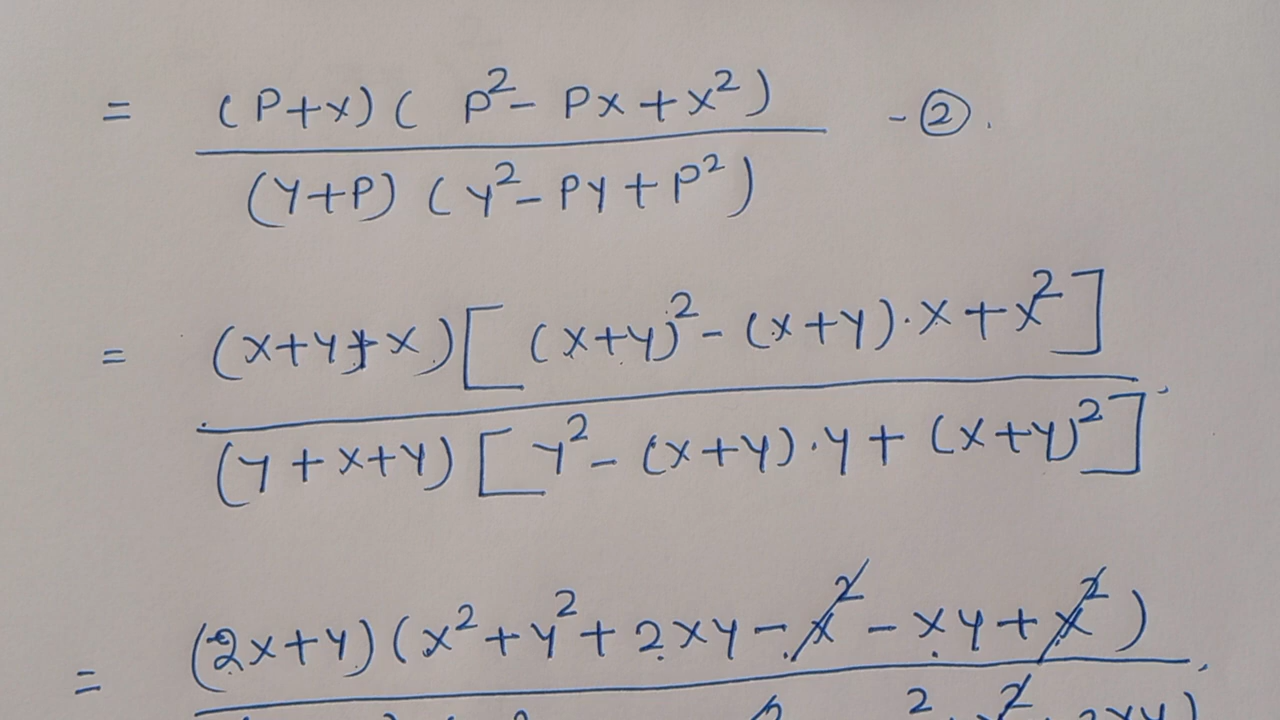 = (P+x) ( P² - Px + x²) - ②.
(y+P) (y² - Py + P²)
= (x+y+x) [ (x+y)² - (x+y)·x + x² ]
(y+x+y) [ y² - (x+y)·y + (x+y)² ]
= (2x+y) (x² + y² + 2xy - x² - xy + x²)